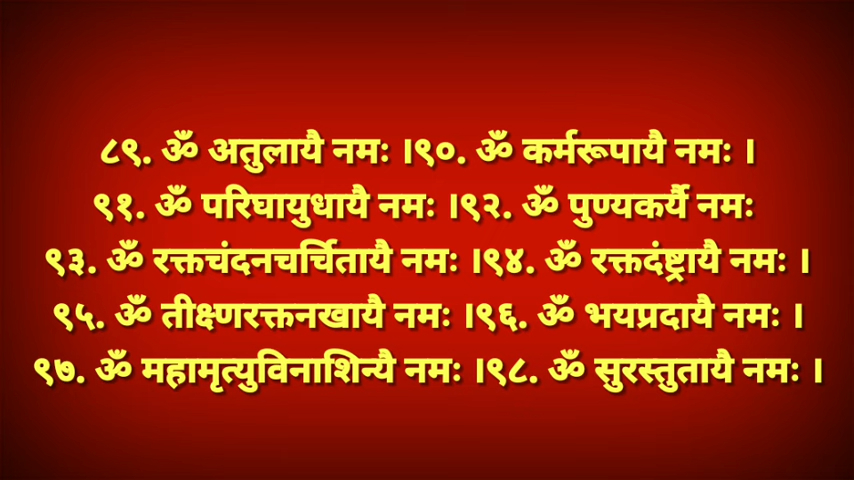 ८९. ॐ अतुलायै नमः ।९०. ॐ कर्मरूपायै नमः ।
९१. ॐ परिघायुधायै नमः ।९२. ॐ पुण्यकर्यै नमः
९३. ॐ रक्तचंदनचर्चितायै नमः ।९४. ॐ रक्तदंष्ट्रायै नमः ।
९५. ॐ तीक्ष्णरक्तनखायै नमः ।९६. ॐ भयप्रदायै नमः ।
९७. ॐ महामृत्युविनाशिन्यै नमः ।९८. ॐ सुरस्तुतायै नमः ।